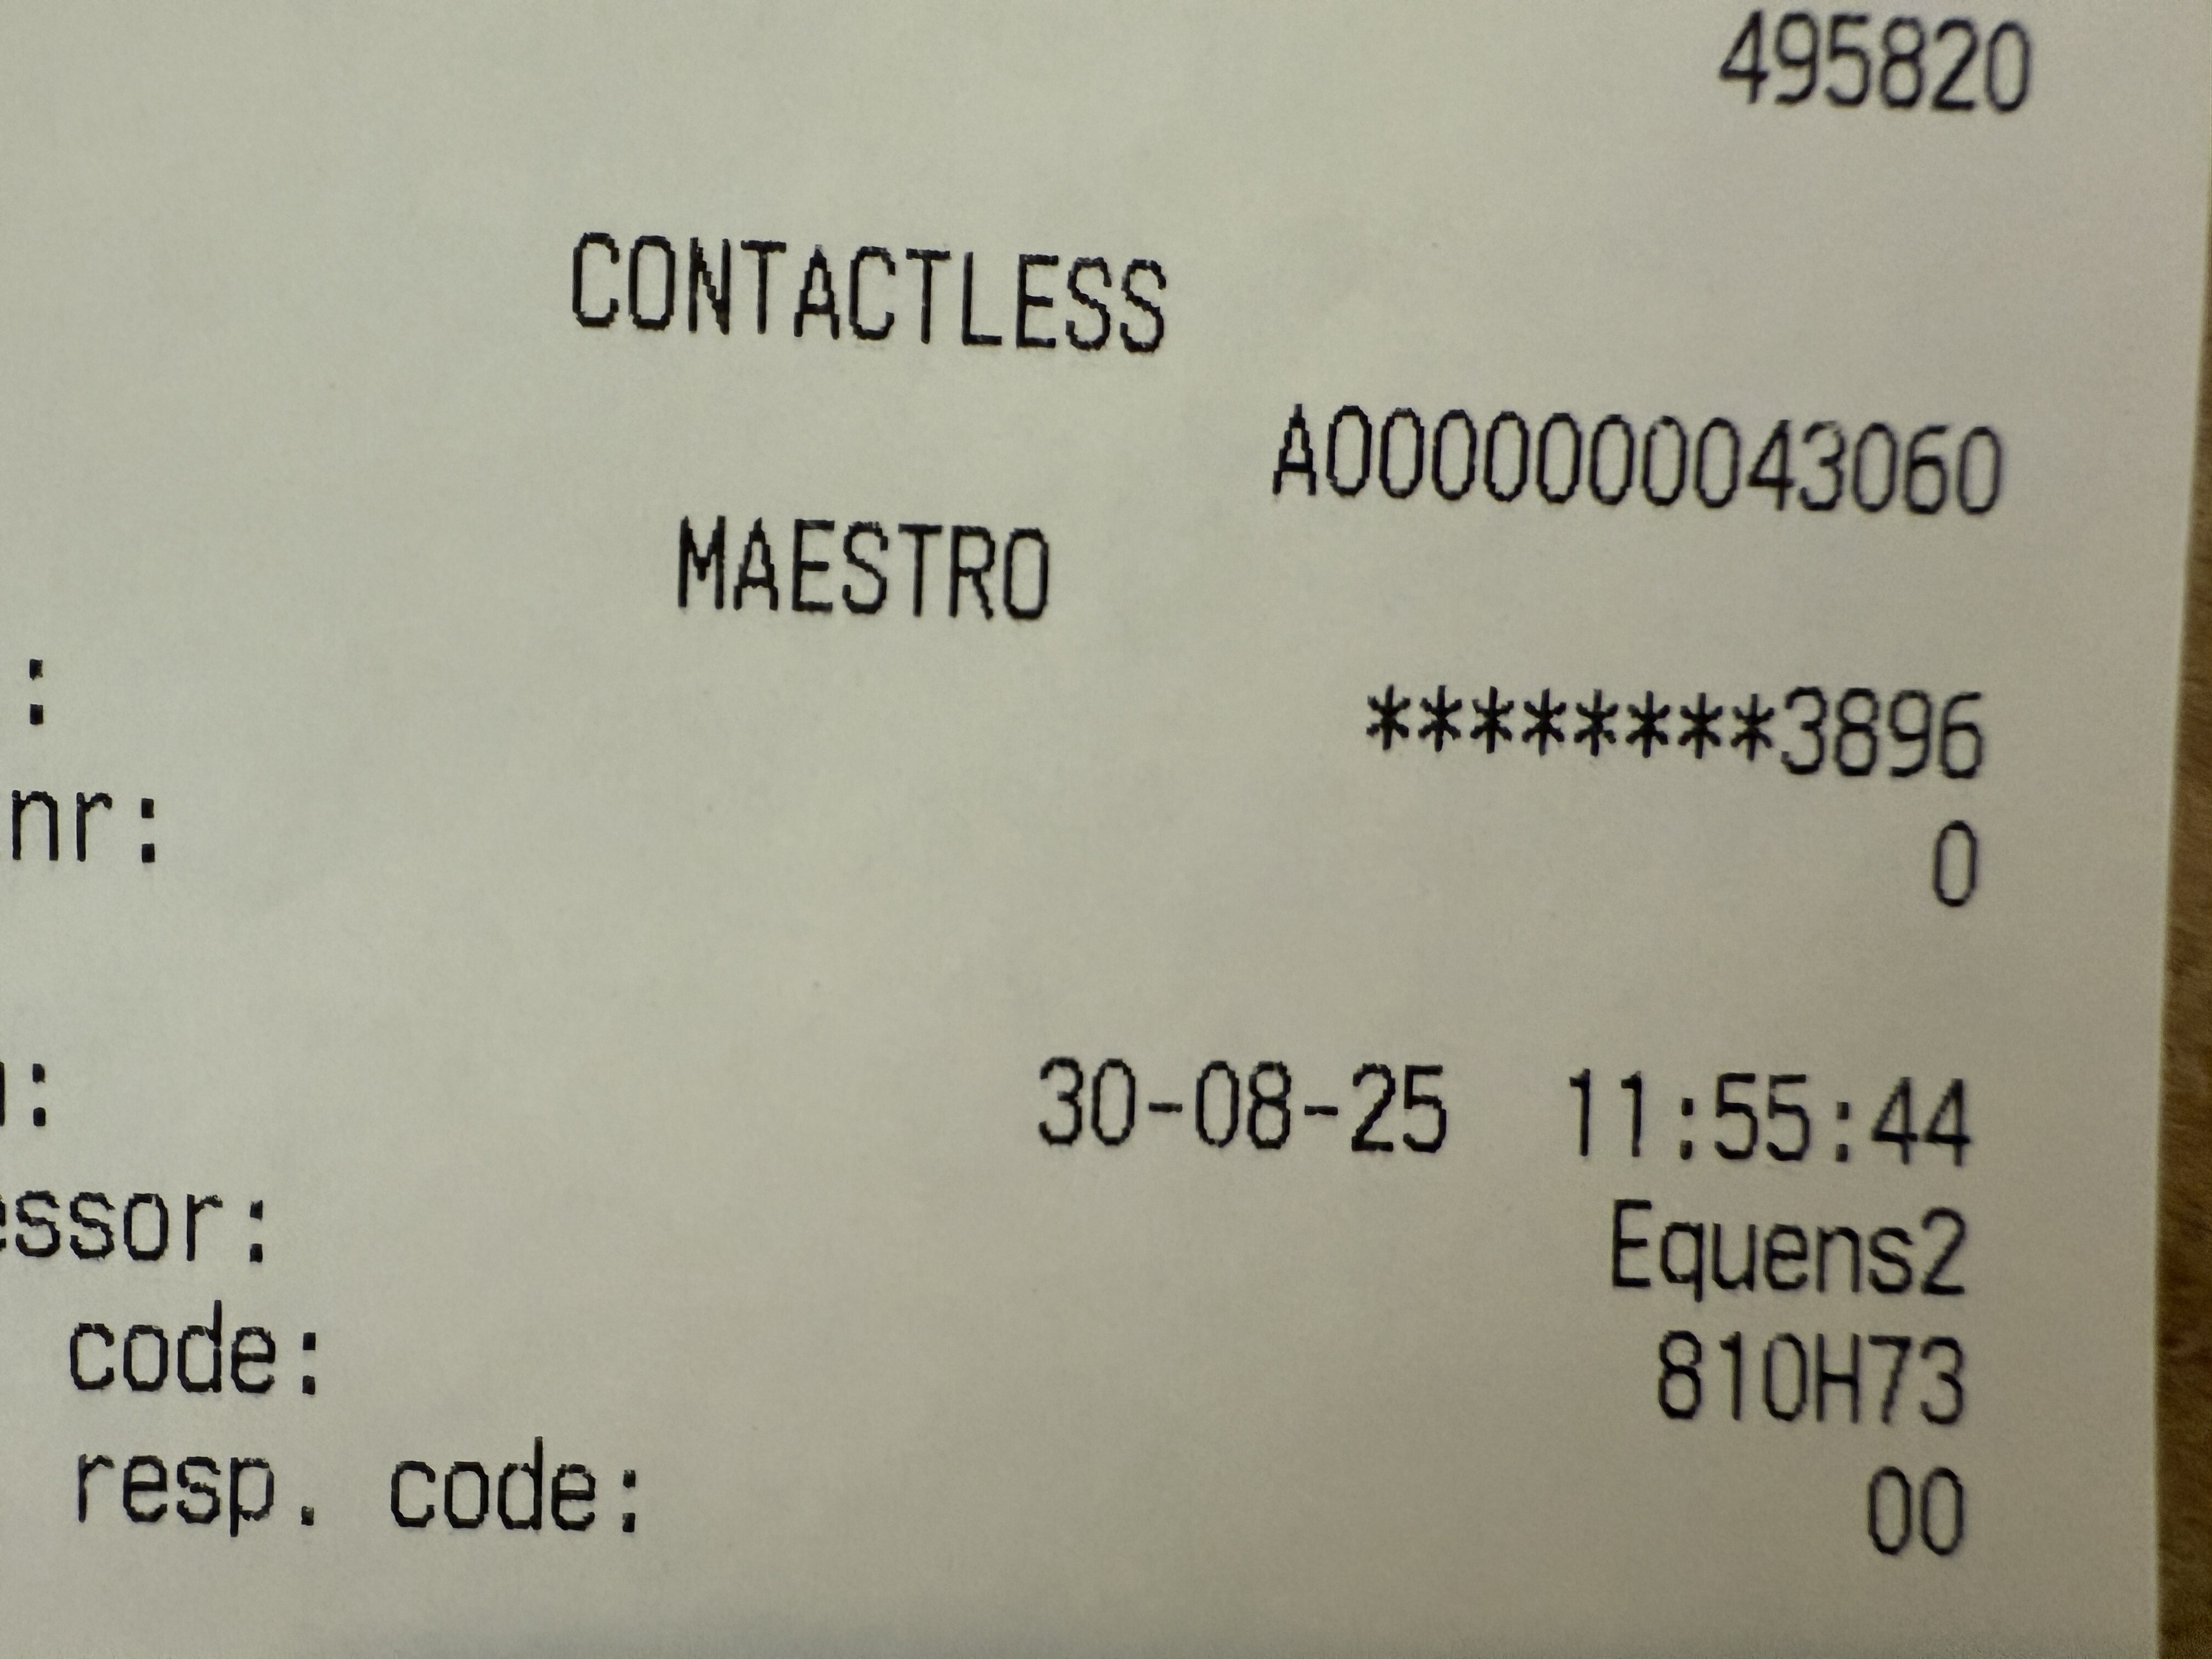 495820
CONTACTLESS
A0000000043060
MAESTRO
: ********3896
nr: 0
: 30-08-25 11:55:44
essor: Equens2
code: 810H73
resp. code: 00